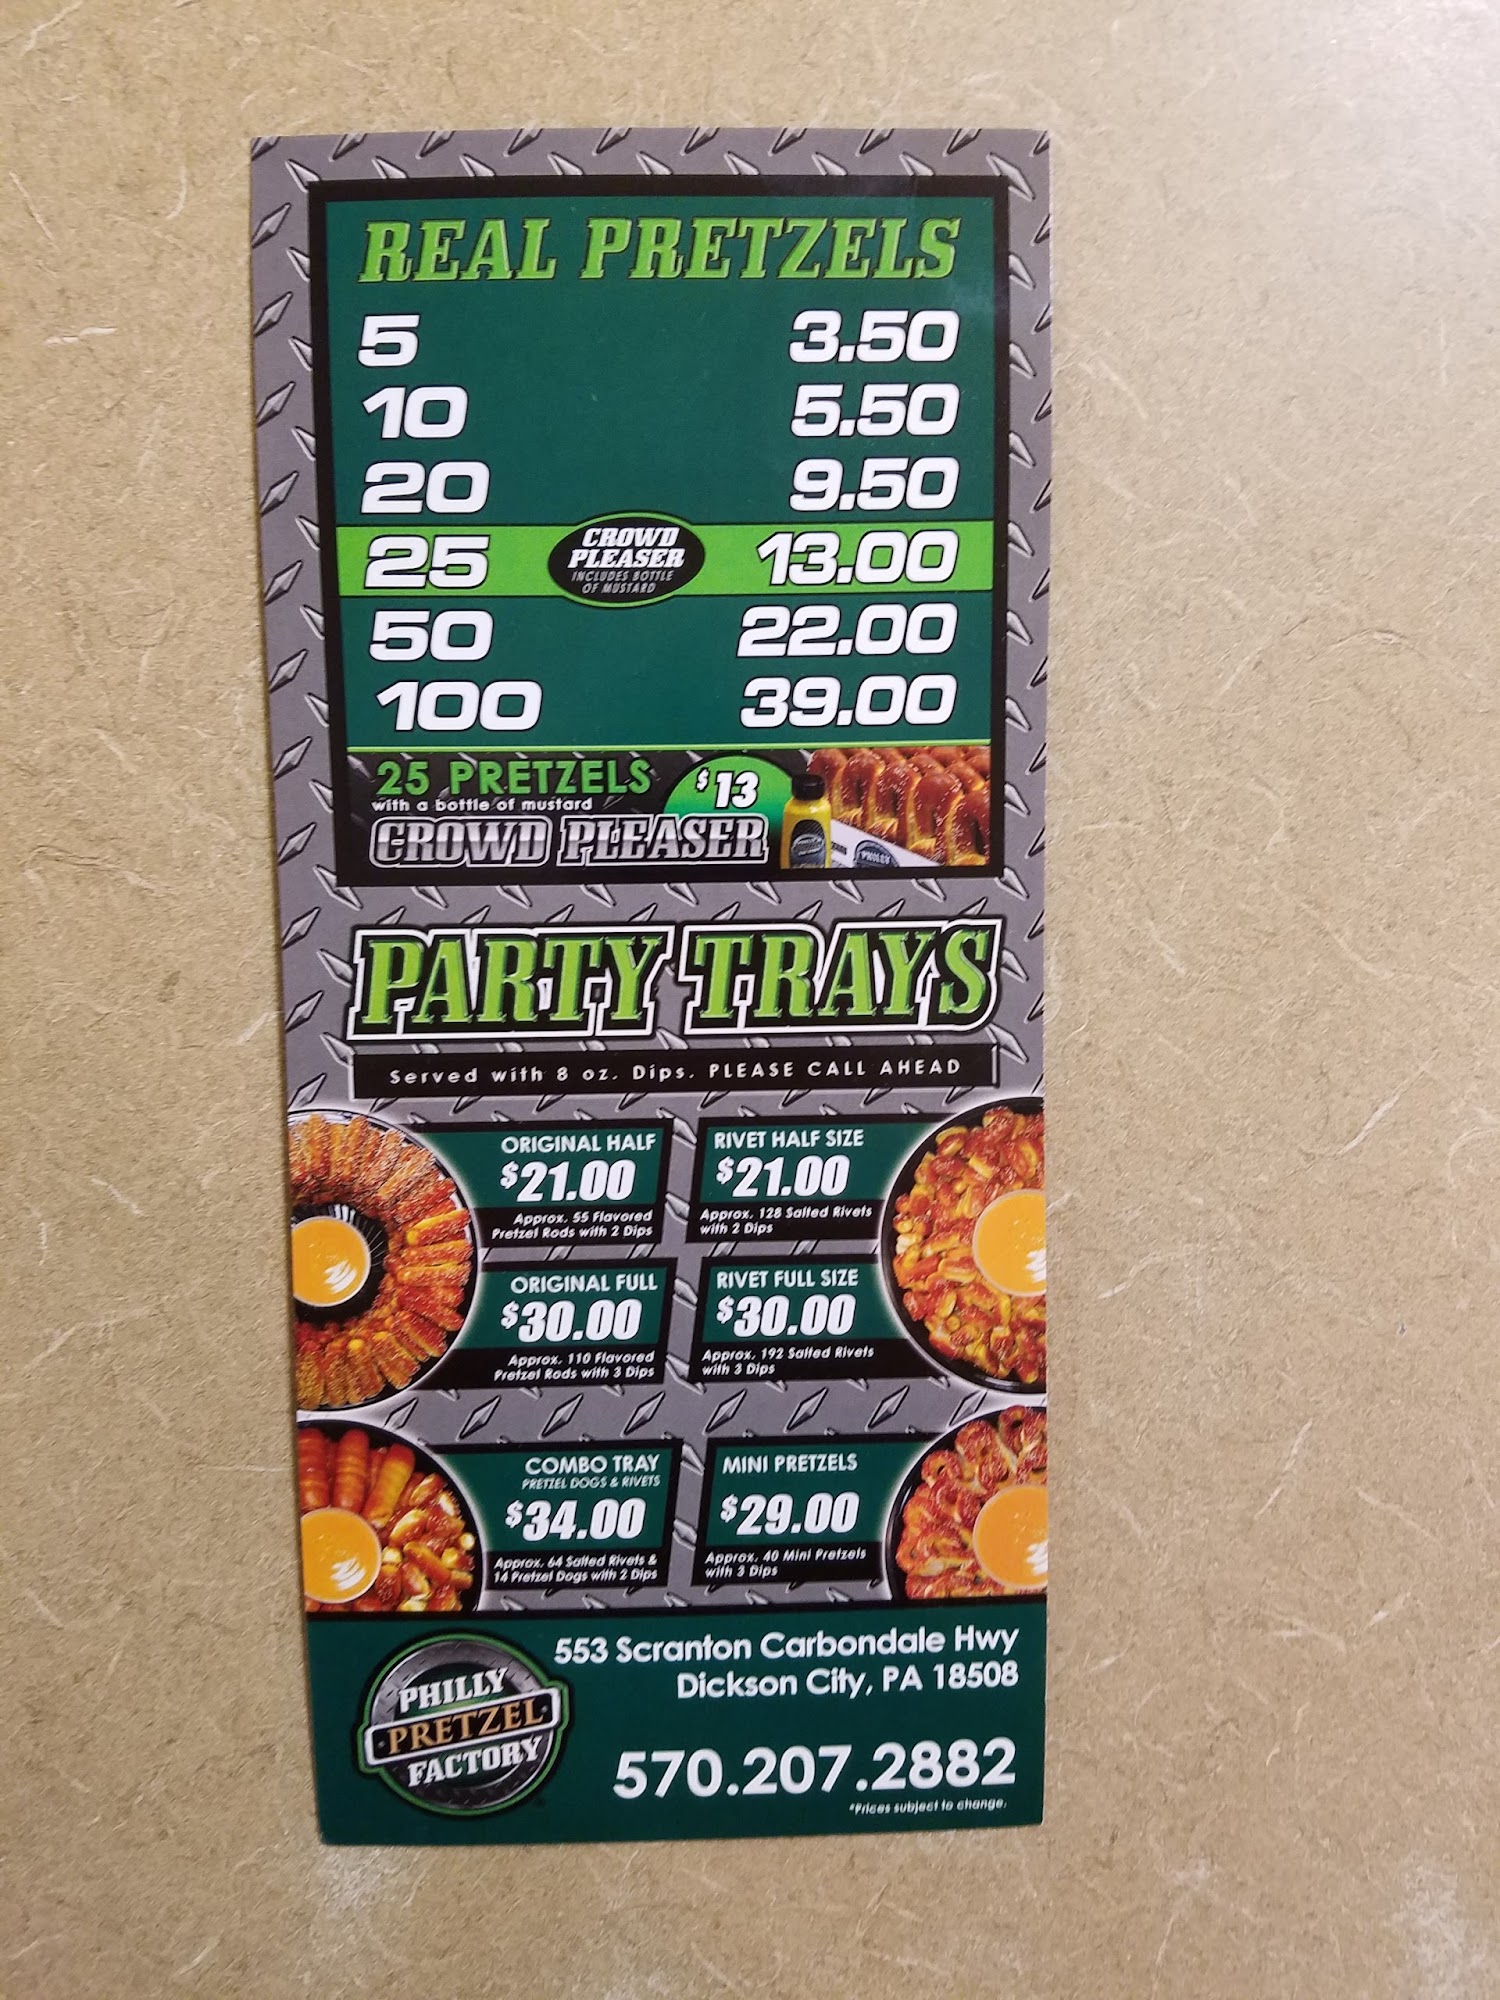 REAL PRETZELS
5 3.50
10 5.50
20 9.50
25 CROWD PLEASER INCLUDES BOTTLE OF MUSTARD 13.00
50 22.00
100 39.00
25 PRETZELS $13
with a bottle of mustard
CROWD PLEASER
PHILLY
PARTY TRAYS
Served with 8 oz. Dips. PLEASE CALL AHEAD
ORIGINAL HALF
$21.00
Approx. 55 Flavored
Pretzel Rods with 2 Dips
RIVET HALF SIZE
$21.00
Approx. 128 Salted Rivets
with 2 Dips
ORIGINAL FULL
$30.00
Approx. 110 Flavored
Pretzel Rods with 3 Dips
RIVET FULL SIZE
$30.00
Approx. 192 Salted Rivets
with 3 Dips
COMBO TRAY
PRETZEL DOGS & RIVETS
$34.00
Approx. 64 Salted Rivets &
14 Pretzel Dogs with 2 Dips
MINI PRETZELS
$29.00
Approx. 40 Mini Pretzels
with 3 Dips
PHILLY
PRETZEL
FACTORY
553 Scranton Carbondale Hwy
Dickson City, PA 18508
570.207.2882
*Prices subject to change.